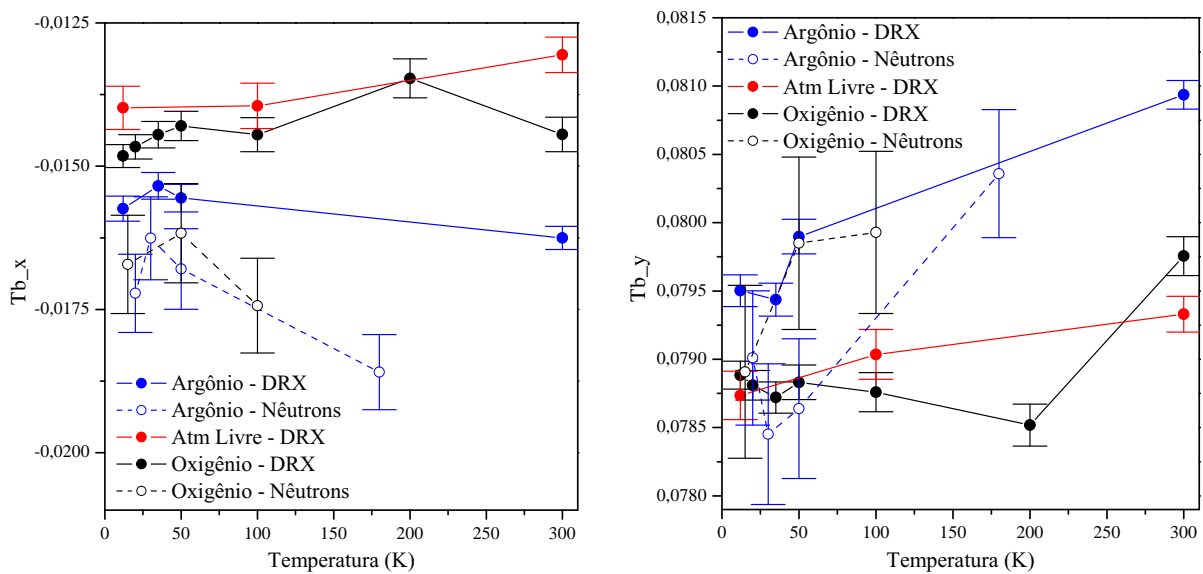 -0,0125
-0,0150
-0,0175
-0,0200
Tb_x
Argônio - DRX
Argônio - Nêutrons
Atm Livre - DRX
Oxigênio - DRX
Oxigênio - Nêutrons
0 50 100 150 200 250 300
Temperatura (K)
0,0815
0,0810
0,0805
0,0800
0,0795
0,0790
0,0785
0,0780
Tb_y
Argônio - DRX
Argônio - Nêutrons
Atm Livre - DRX
Oxigênio - DRX
Oxigênio - Nêutrons
0 50 100 150 200 250 300
Temperatura (K)